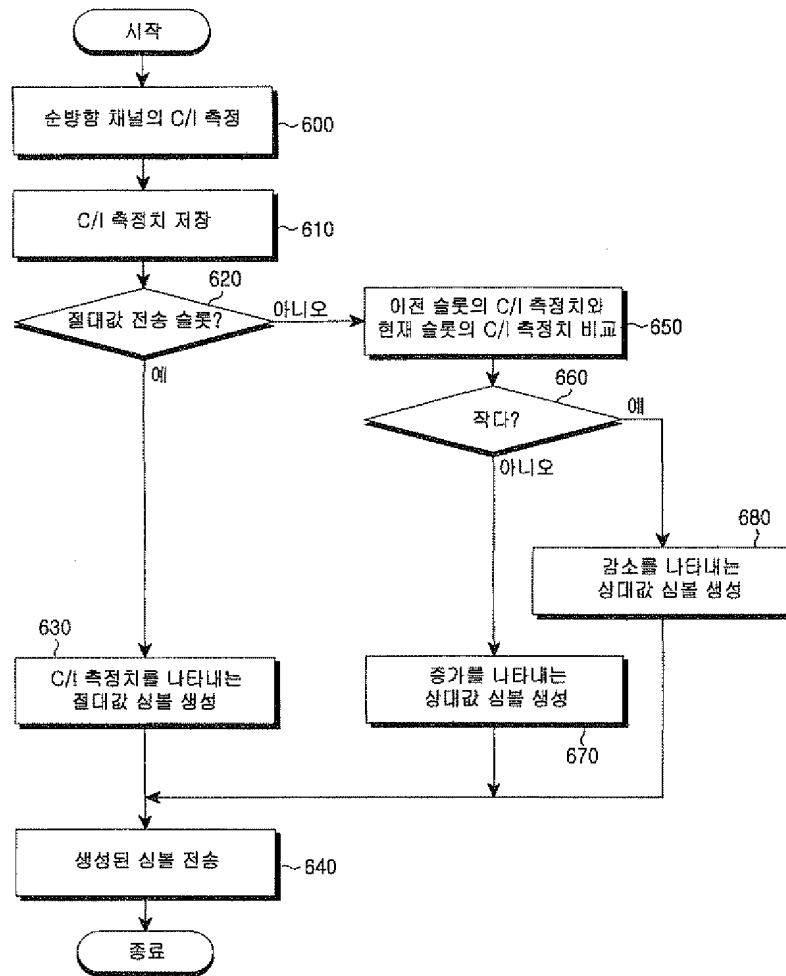 시작
순방향 채널의 C/I 측정
600
C/I 측정치 저장
610
620
절대값 전송 슬롯?
아니오
예
이전 슬롯의 C/I 측정치와
현재 슬롯의 C/I 측정치 비교
650
660
작다?
예
아니오
680
감소를 나타내는
상대값 심볼 생성
630
C/I 측정치를 나타내는
절대값 심볼 생성
증가를 나타내는
상대값 심볼 생성
670
생성된 심볼 전송
640
종료